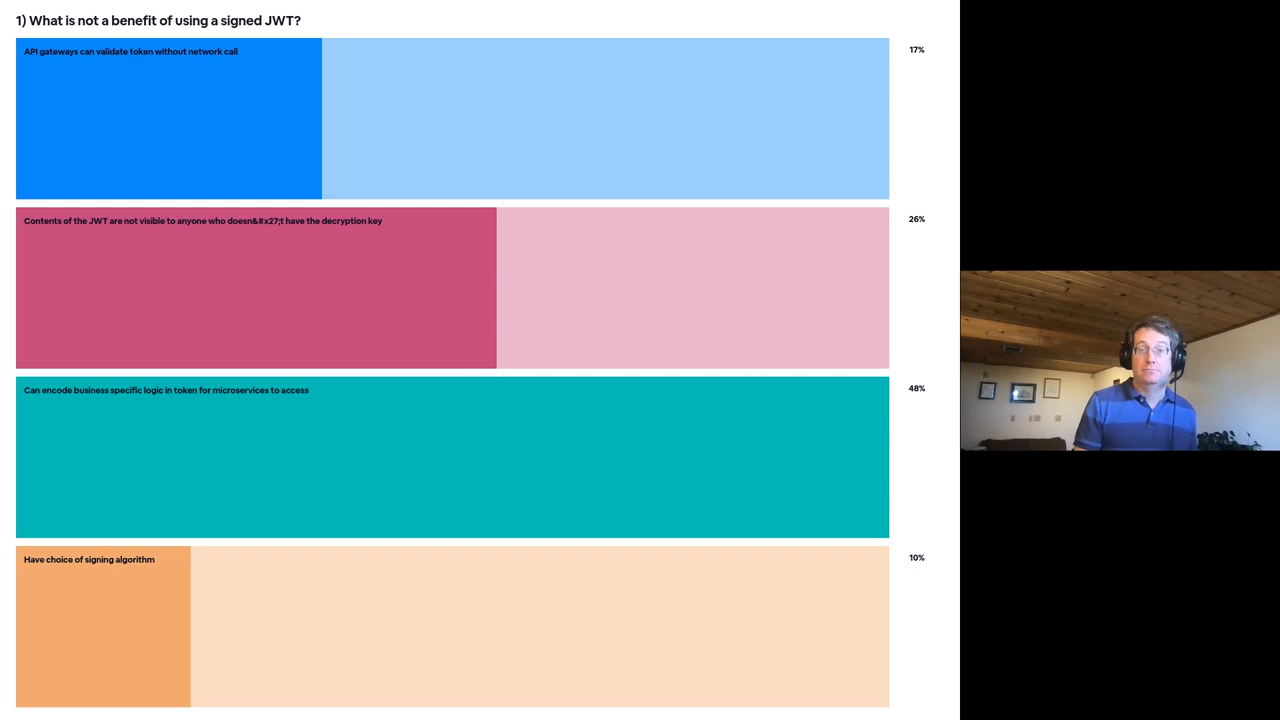 1) What is not a benefit of using a signed JWT?
API gateways can validate token without network call
17%
Contents of the JWT are not visible to anyone who doesn&#x27;t have the decryption key
26%
Can encode business specific logic in token for microservices to access
48%
Have choice of signing algorithm
10%